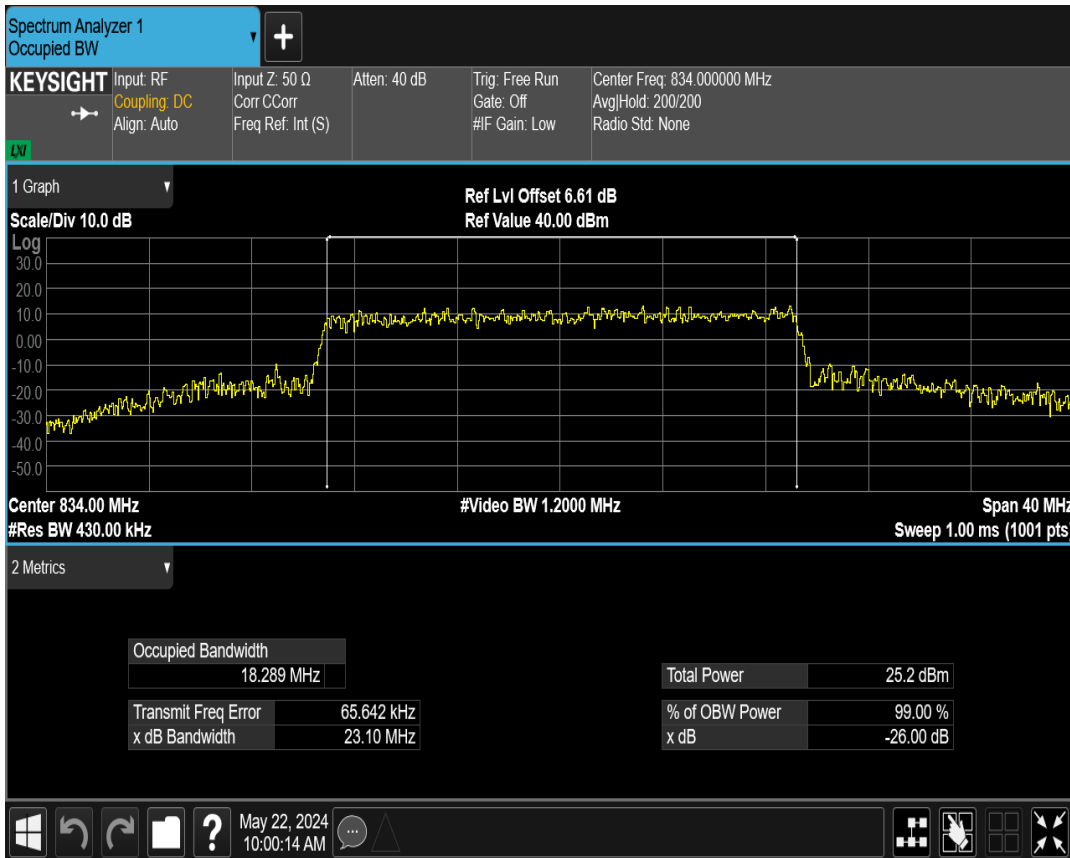 Spectrum Analyzer 1
Occupied BW
+
KEYSIGHT
LXI
Input: RF
Coupling: DC
Align: Auto
Input Z: 50 Ω
Corr CCorr
Freq Ref: Int (S)
Atten: 40 dB
Trig: Free Run
Gate: Off
#IF Gain: Low
Center Freq: 834.000000 MHz
Avg|Hold: 200/200
Radio Std: None
1 Graph
Scale/Div 10.0 dB
Ref Lvl Offset 6.61 dB
Ref Value 40.00 dBm
Log
30.0
20.0
10.0
0.00
-10.0
-20.0
-30.0
-40.0
-50.0
Center 834.00 MHz
#Video BW 1.2000 MHz
Span 40 MHz
#Res BW 430.00 kHz
Sweep 1.00 ms (1001 pts)
2 Metrics
Occupied Bandwidth
18.289 MHz
Transmit Freq Error 65.642 kHz
x dB Bandwidth 23.10 MHz
Total Power 25.2 dBm
% of OBW Power 99.00 %
x dB -26.00 dB
?
May 22, 2024
10:00:14 AM